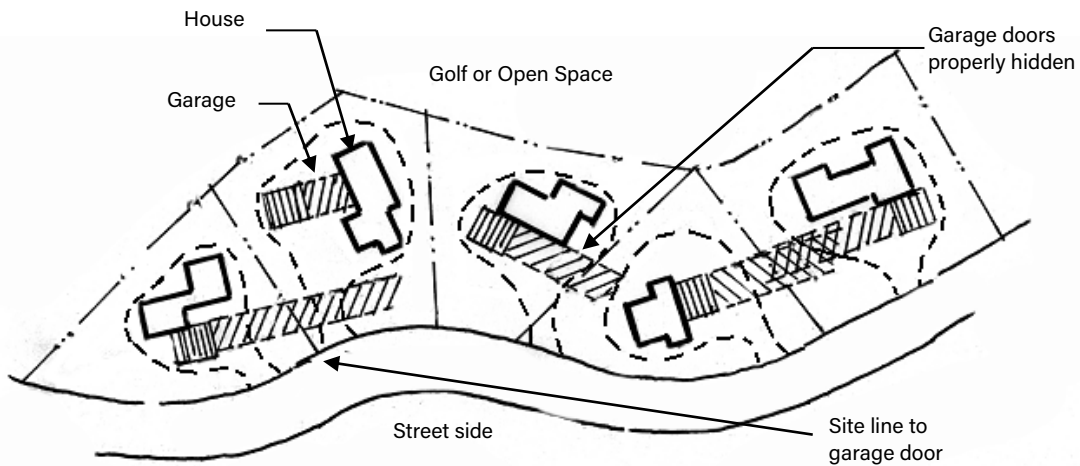 House
Garage
Golf or Open Space
Garage doors
properly hidden
Street side
Site line to
garage door